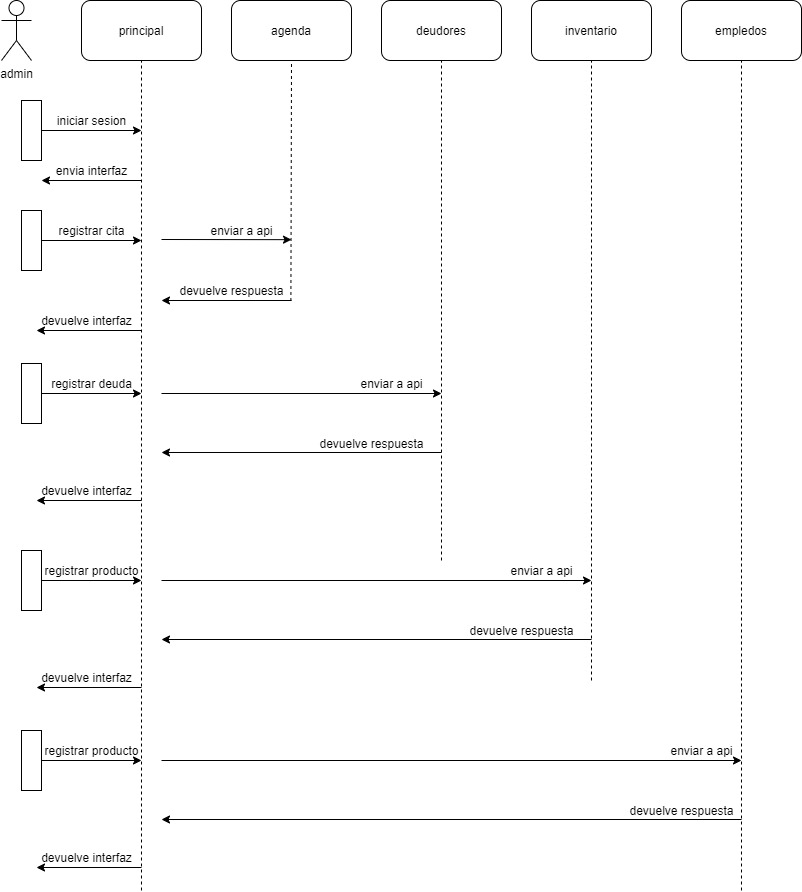 principal
agenda
deudores
inventario
empledos
admin
iniciar sesion
envia interfaz
registrar cita
enviar a api
devuelve respuesta
devuelve interfaz
registrar deuda
enviar a api
devuelve respuesta
devuelve interfaz
registrar producto
enviar a api
devuelve respuesta
devuelve interfaz
registrar producto
enviar a api
devuelve respuesta
devuelve interfaz